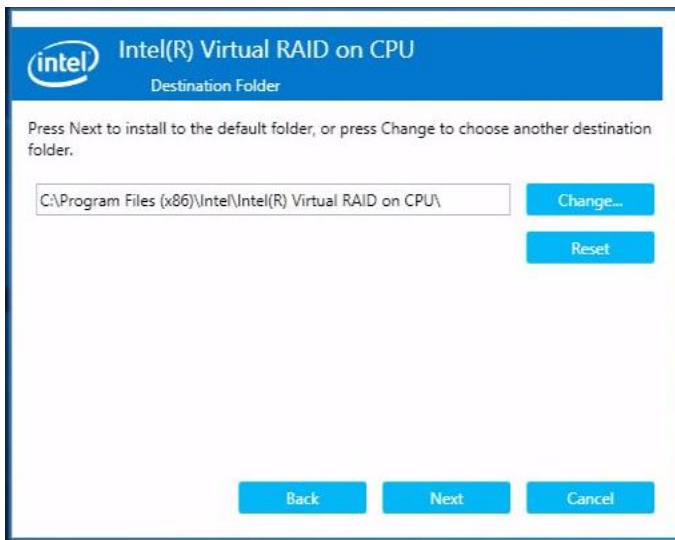 intel
Intel(R) Virtual RAID on CPU
Destination Folder
Press Next to install to the default folder, or press Change to choose another destination
folder.
C:\Program Files (x86)\Intel\Intel(R) Virtual RAID on CPU\
Change...
Reset
Back
Next
Cancel